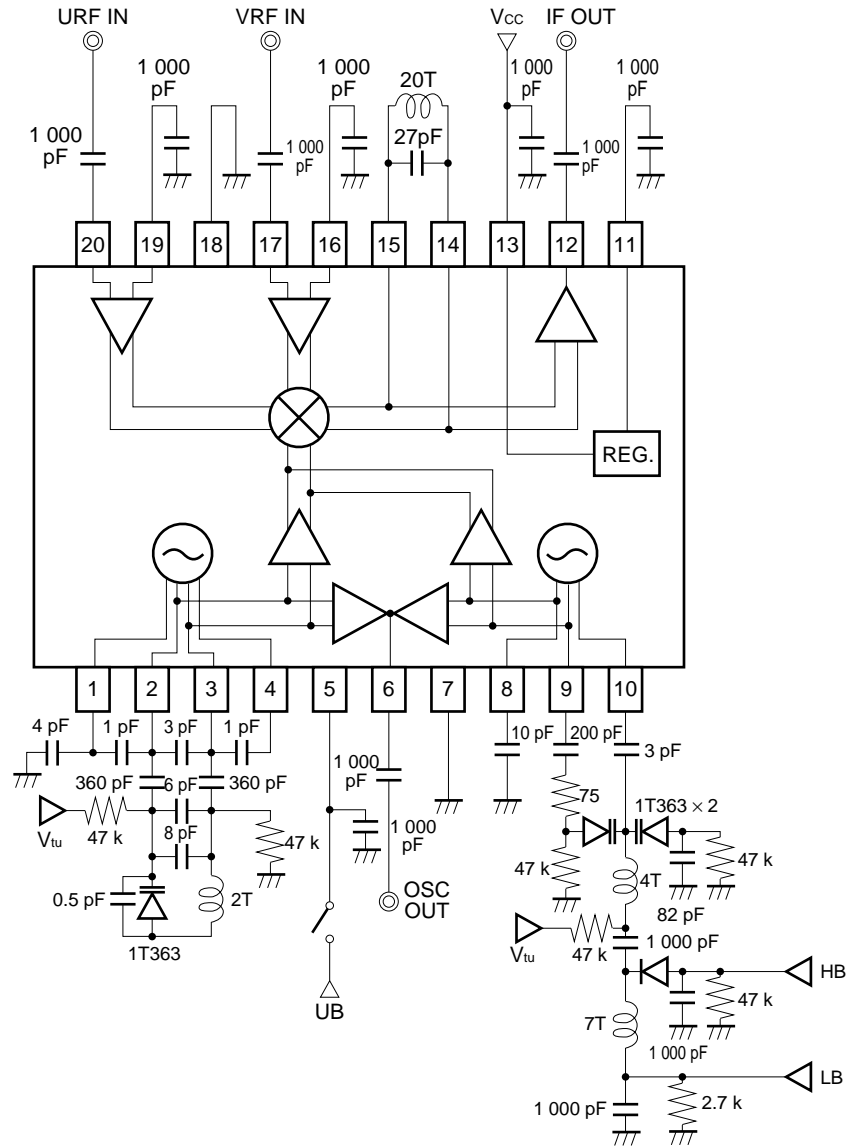 URF IN
VRF IN
VCC
IF OUT
1 000 pF
1 000 pF
20T
1 000 pF
1 000 pF
1 000 pF
27pF
1 000 pF
1 000 pF
20
19
18
17
16
15
14
13
12
11
REG.
1
2
3
4
5
6
7
8
9
10
4 pF
1 pF
3 pF
1 pF
10 pF
200 pF
3 pF
360 pF
6 pF
360 pF
1 000 pF
75
1T363 × 2
Vtu
47 k
8 pF
47 k
1 000 pF
47 k
47 k
0.5 pF
2T
OSC OUT
4T
82 pF
1T363
Vtu
47 k
1 000 pF
UB
HB
47 k
7T
1 000 pF
LB
1 000 pF
2.7 k